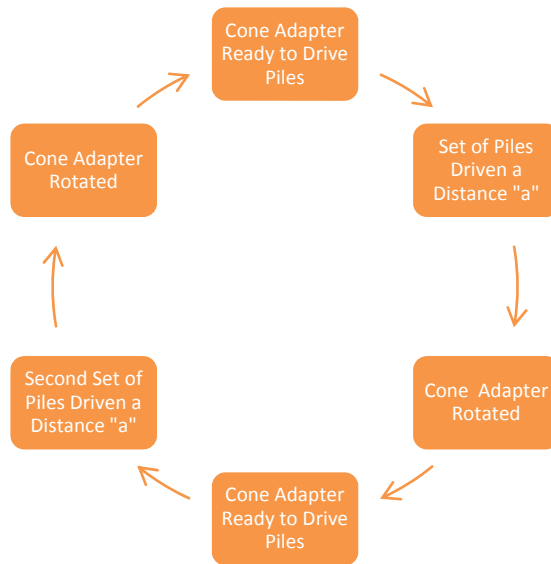 Cone Adapter
Ready to Drive
Piles
Set of Piles
Driven a
Distance "a"
Cone Adapter
Rotated
Cone Adapter
Ready to Drive
Piles
Second Set of
Piles Driven a
Distance "a"
Cone Adapter
Rotated